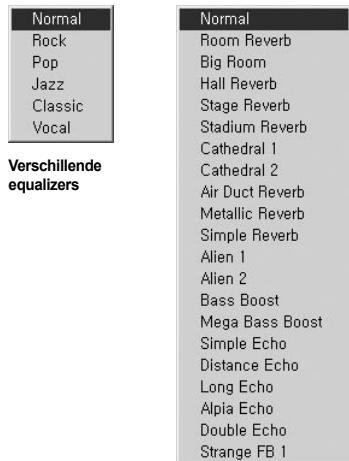 Normal
Rock
Pop
Jazz
Classic
Vocal
Verschillende
equalizers
Normal
Room Reverb
Big Room
Hall Reverb
Stage Reverb
Stadium Reverb
Cathedral 1
Cathedral 2
Air Duct Reverb
Metallic Reverb
Simple Reverb
Alien 1
Alien 2
Bass Boost
Mega Bass Boost
Simple Echo
Distance Echo
Long Echo
Alpia Echo
Double Echo
Strange FB 1